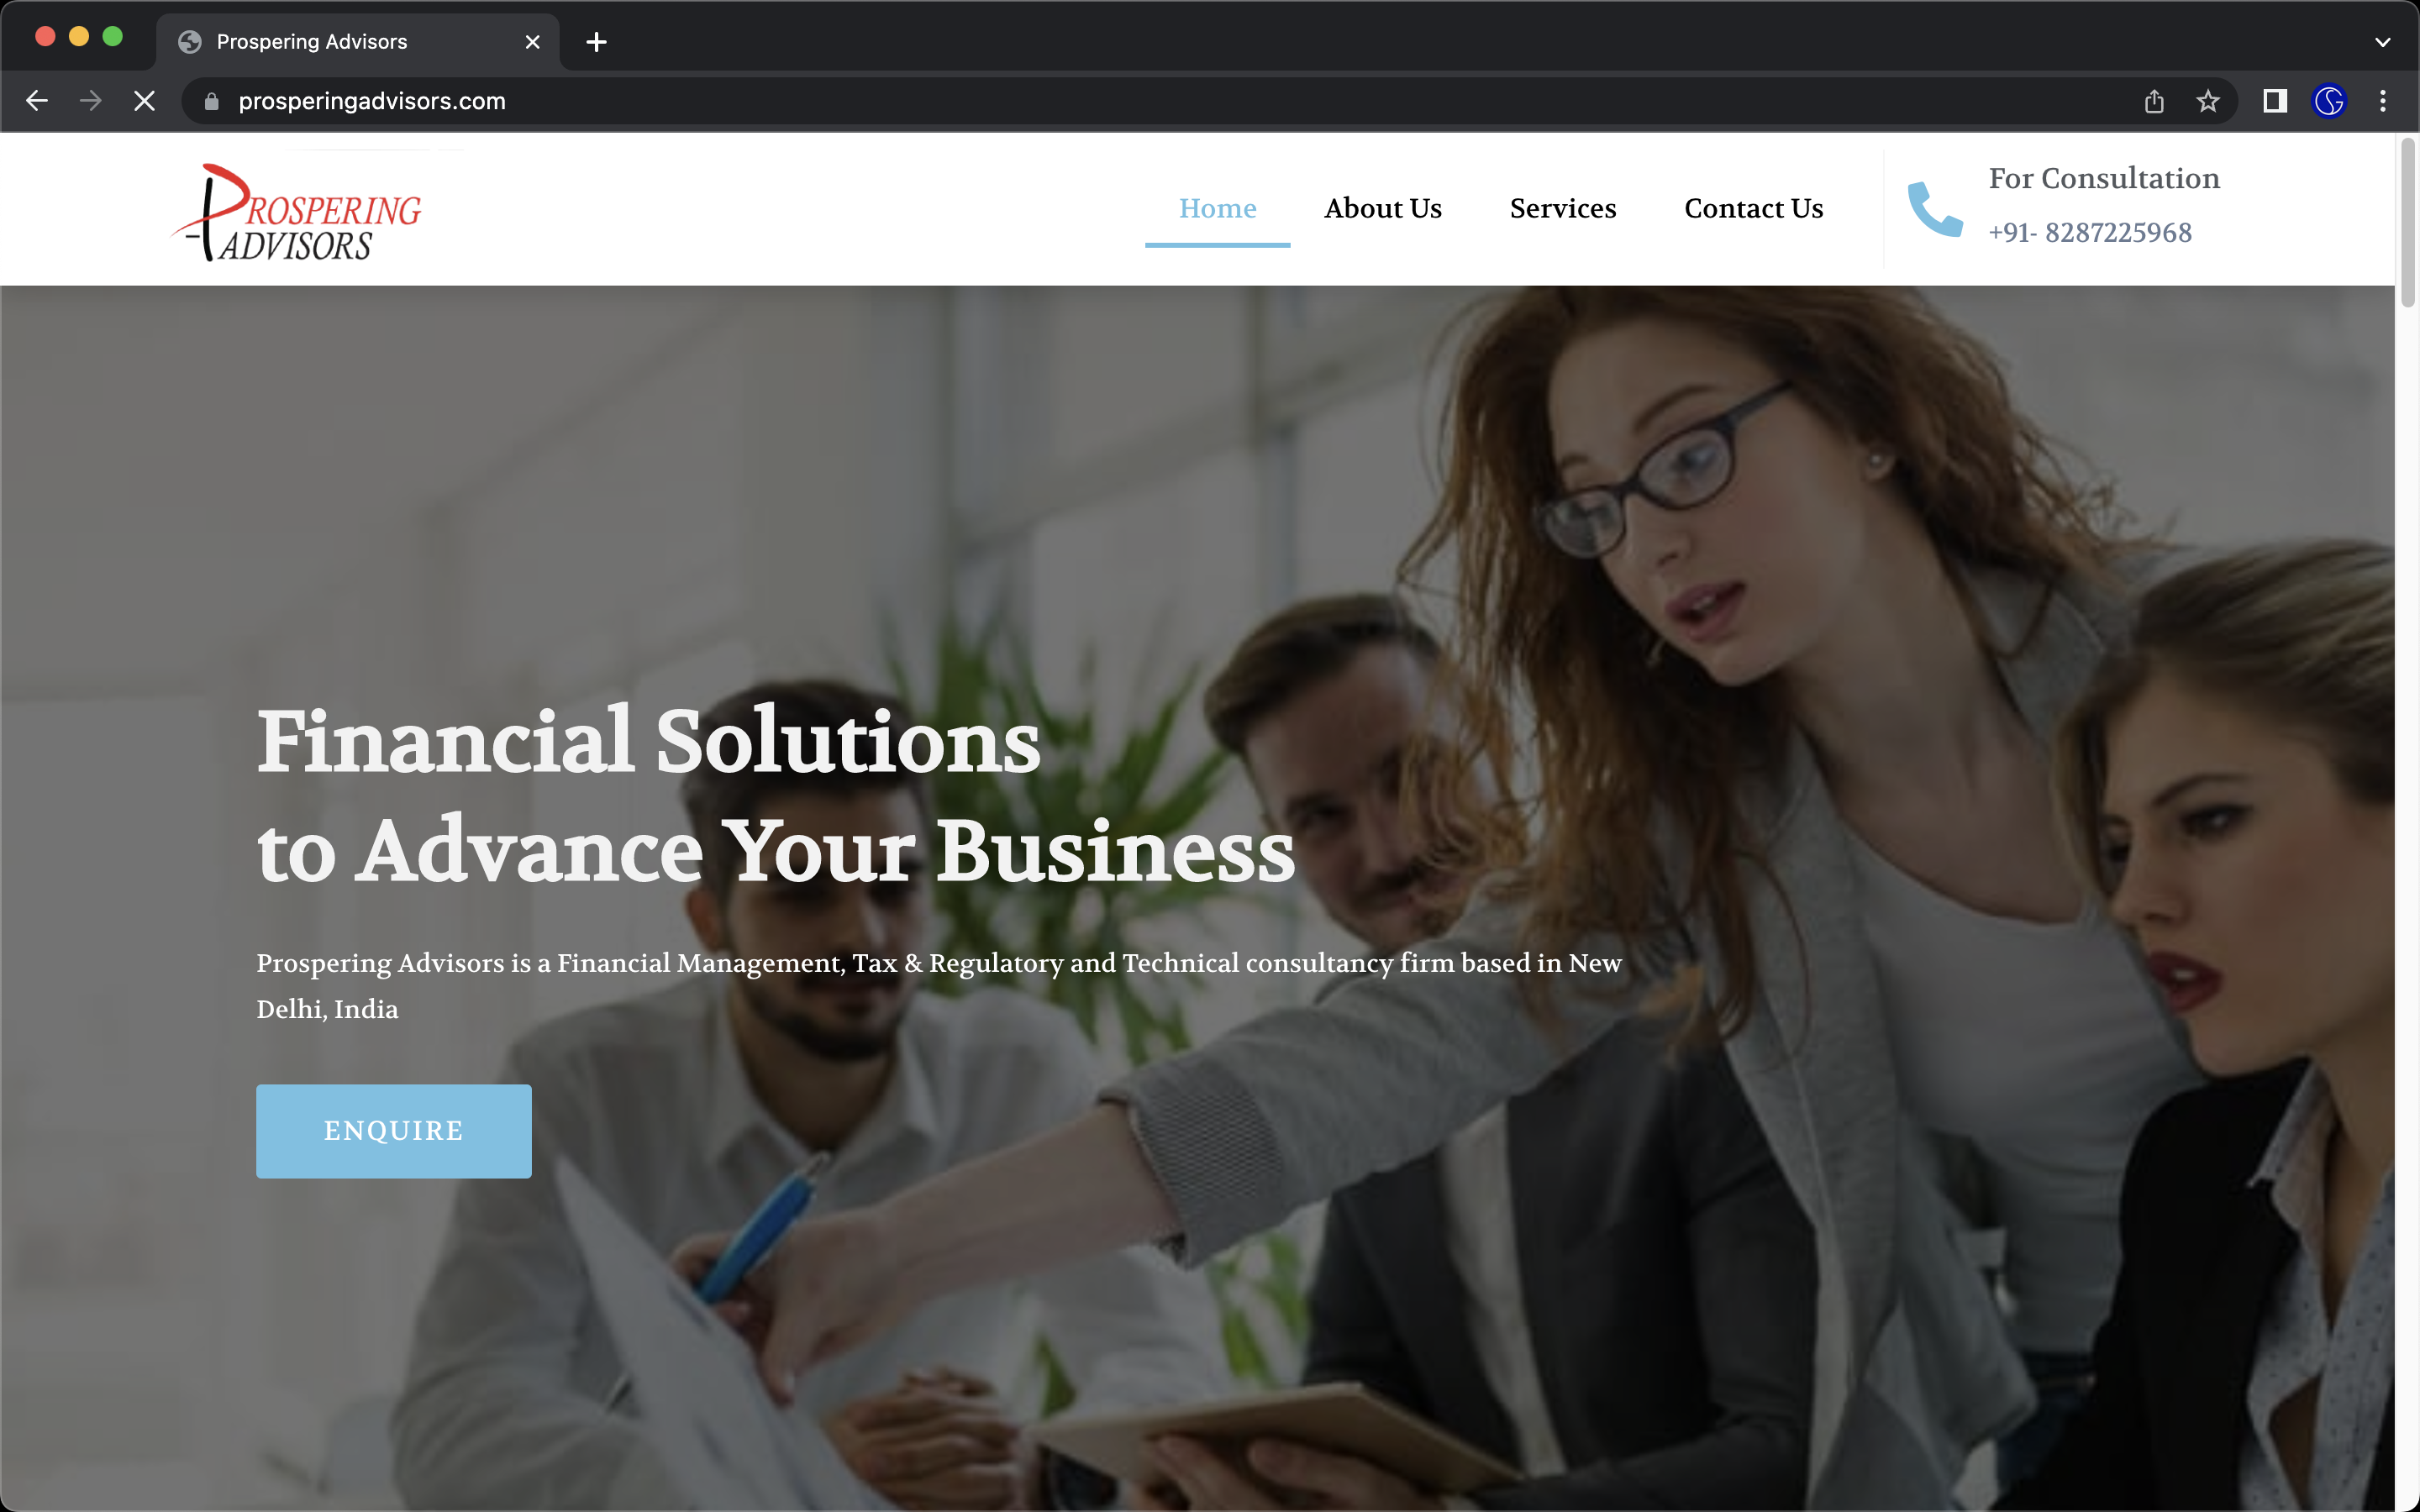 Prospering Advisors
prosperingadvisors.com
PROSPERING
ADVISORS
Home
About Us
Services
Contact Us
For Consultation
+91- 8287225968
Financial Solutions
to Advance Your Business
Prospering Advisors is a Financial Management, Tax & Regulatory and Technical consultancy firm based in New
Delhi, India
ENQUIRE